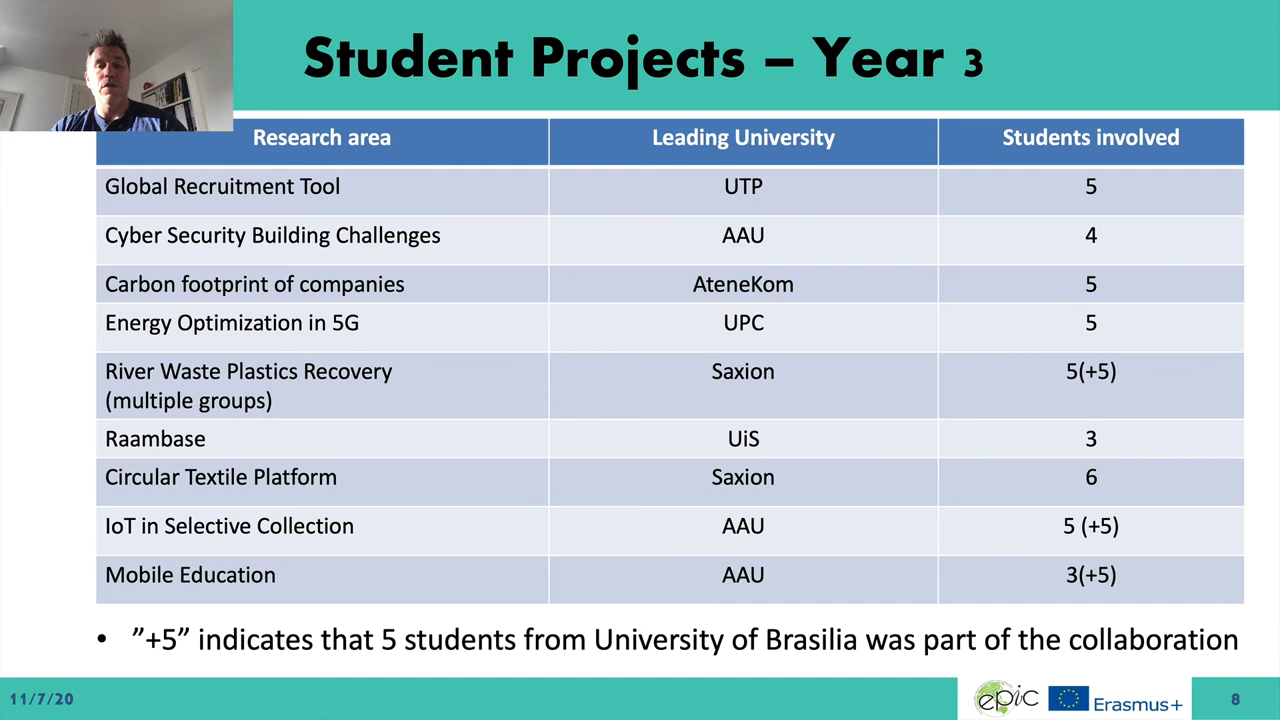 Student Projects – Year 3
Research area Leading University Students involved
Global Recruitment Tool UTP 5
Cyber Security Building Challenges AAU 4
Carbon footprint of companies AteneKom 5
Energy Optimization in 5G UPC 5
River Waste Plastics Recovery Saxion 5(+5)
(multiple groups)
Raambase UiS 3
Circular Textile Platform Saxion 6
IoT in Selective Collection AAU 5 (+5)
Mobile Education AAU 3(+5)
• ”+5” indicates that 5 students from University of Brasilia was part of the collaboration
11/7/20 epic Erasmus+ 8